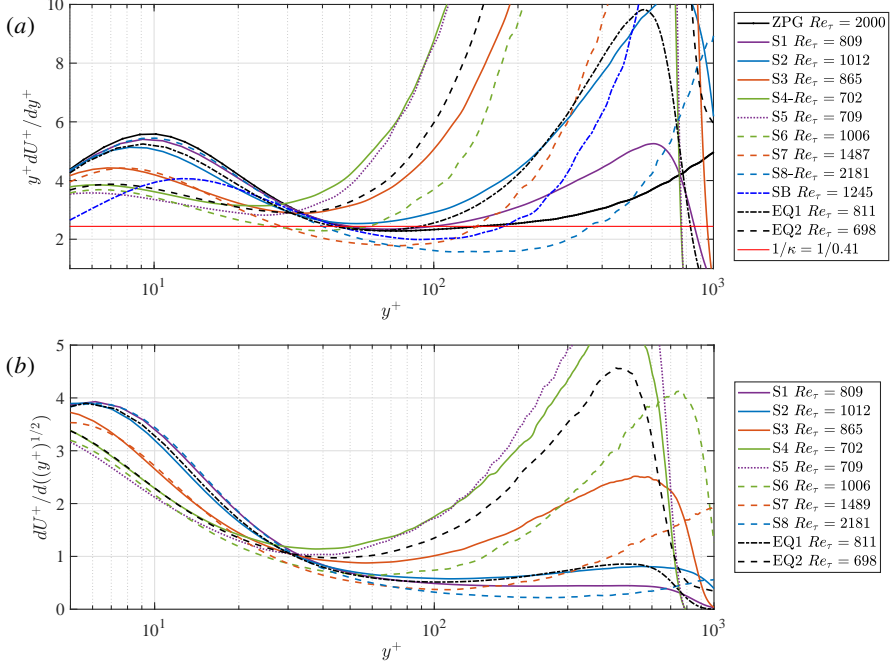 (a)
10
8
6
4
2
y⁺dU⁺/dy⁺
10¹
10²
10³
y⁺
ZPG Reτ = 2000
S1 Reτ = 809
S2 Reτ = 1012
S3 Reτ = 865
S4-Reτ = 702
S5 Reτ = 709
S6 Reτ = 1006
S7 Reτ = 1487
S8-Reτ = 2181
SB Reτ = 1245
EQ1 Reτ = 811
EQ2 Reτ = 698
1/κ = 1/0.41
(b)
5
4
3
2
1
0
dU⁺/d((y⁺)^1/2)
10¹
10²
10³
y⁺
S1 Reτ = 809
S2 Reτ = 1012
S3 Reτ = 865
S4 Reτ = 702
S5 Reτ = 709
S6 Reτ = 1006
S7 Reτ = 1489
S8 Reτ = 2181
EQ1 Reτ = 811
EQ2 Reτ = 698